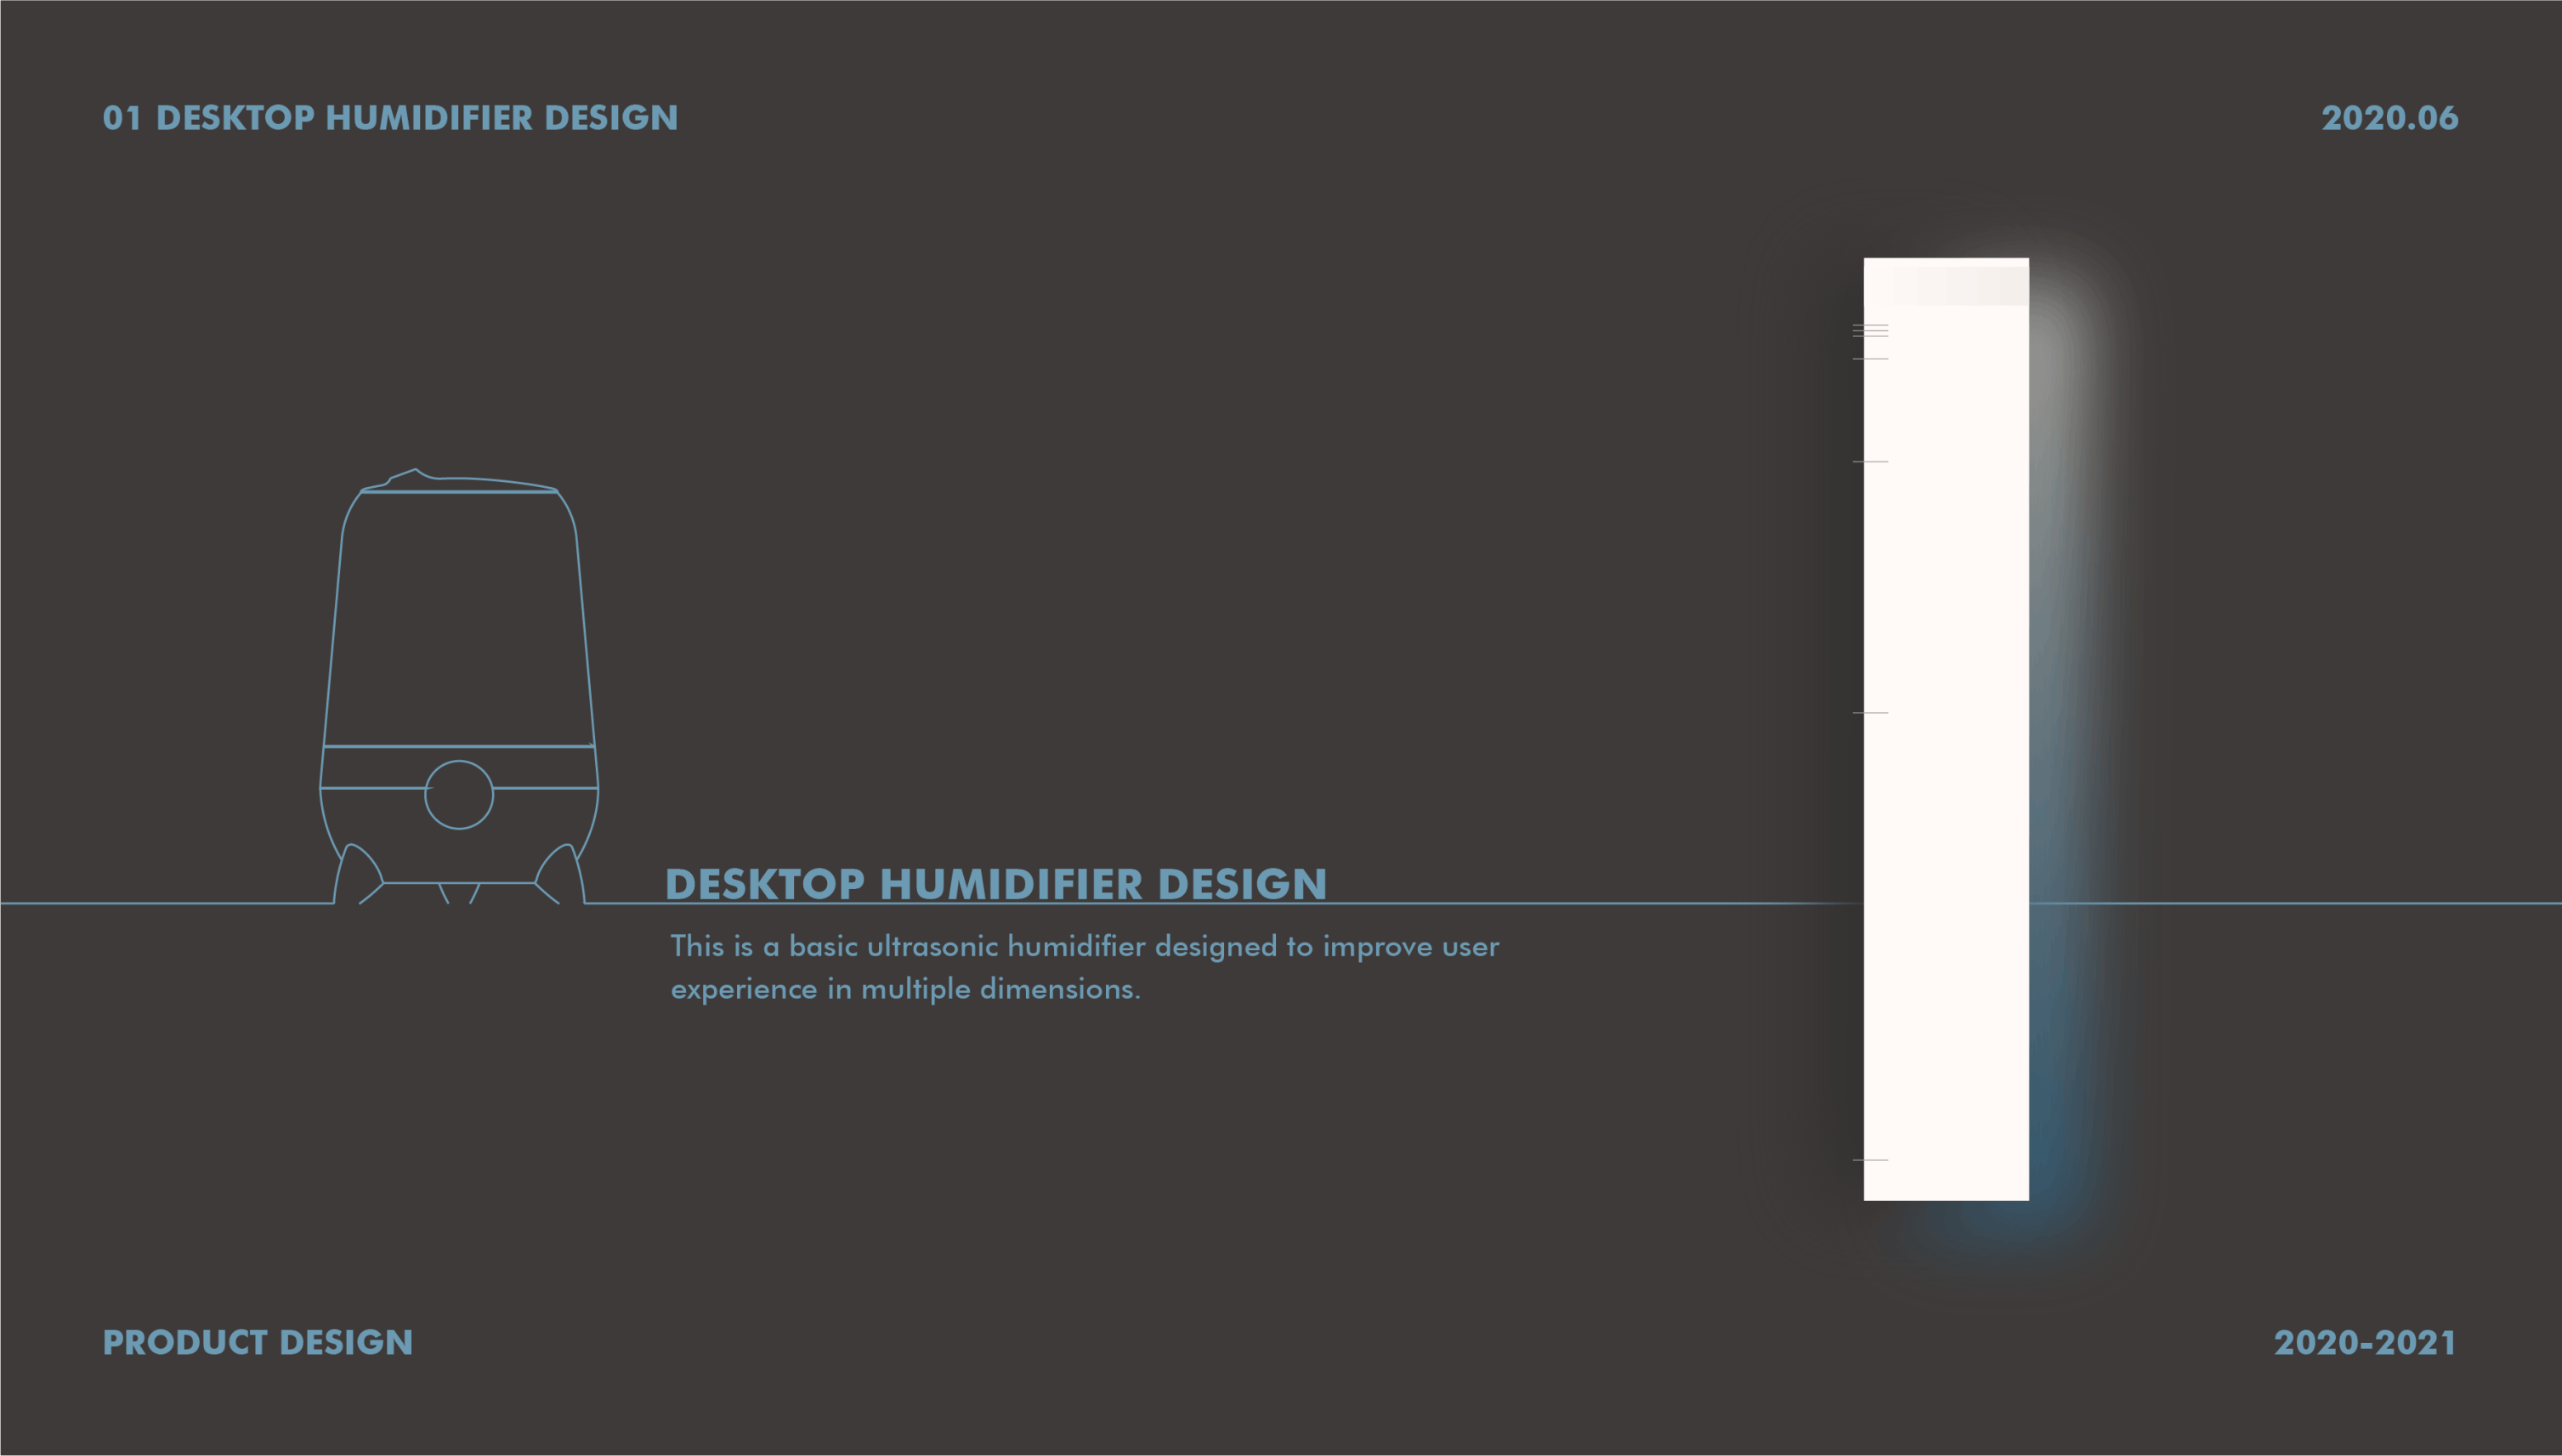 01 DESKTOP HUMIDIFIER DESIGN
2020.06
DESKTOP HUMIDIFIER DESIGN
This is a basic ultrasonic humidifier designed to improve user
experience in multiple dimensions.
PRODUCT DESIGN
2020-2021